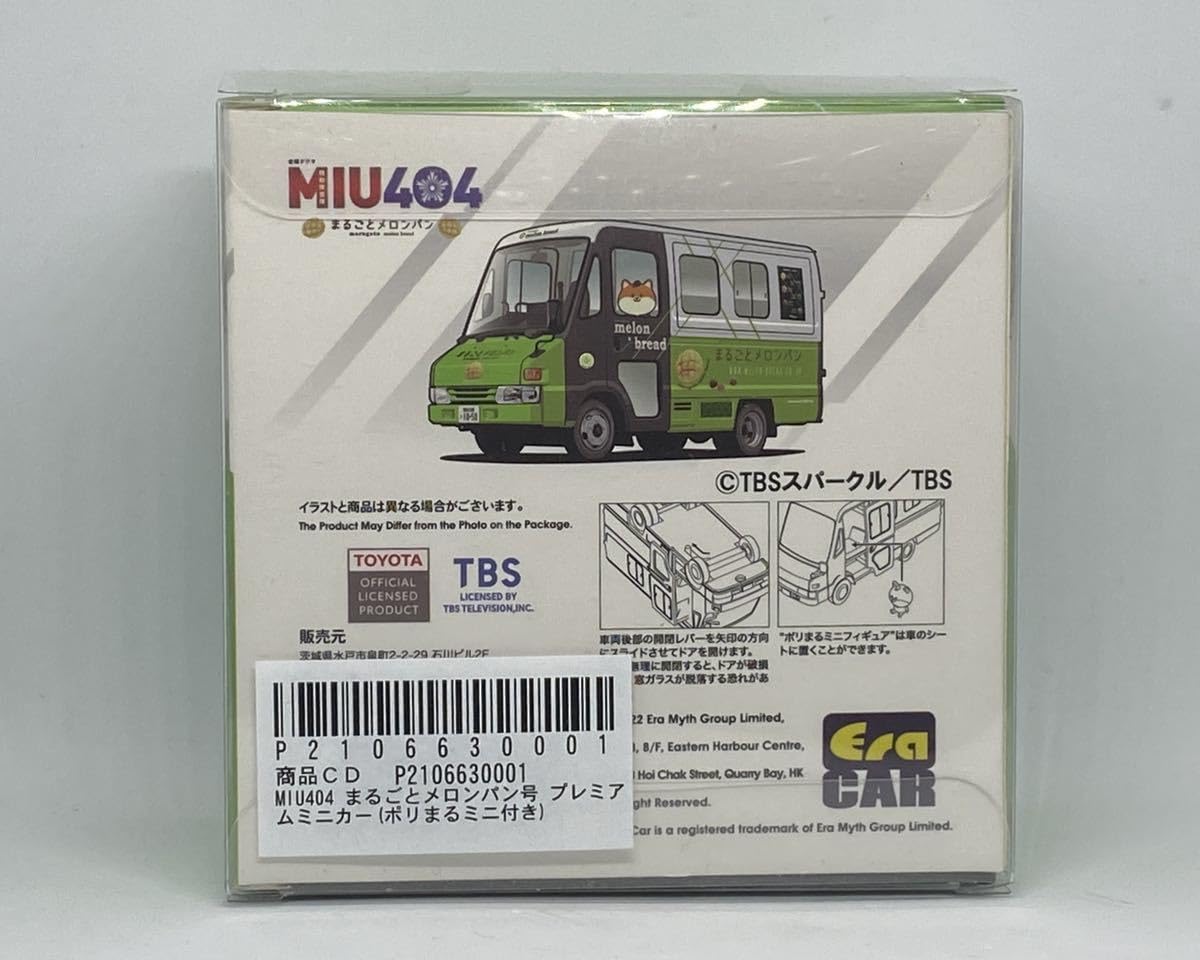 金曜ドラマ
MIU404
まるごとメロンパン
marugoto melon bread
melon bread
melon
bread
まるごとメロンパン
©TBSスパークル／TBS
イラストと商品は異なる場合がございます。
The Product May Differ from the Photo on the Package.
TOYOTA
OFFICIAL
LICENSED
PRODUCT
TBS
LICENSED BY
TBS TELEVISION,INC.
車両後部の開閉レバーを矢印の方向
にスライドさせてドアを開けます。
無理に開閉すると、ドアが破損
窓ガラスが脱落する恐れがあ
"ポリまるミニフィギュア"は車のシー
トに置くことができます。
販売元
茨城県水戸市泉町2-2-29 石川ビル2F
22 Era Myth Group Limited,
, 8/F, Eastern Harbour Centre,
Hoi Chak Street, Quarry Bay, HK
ight Reserved.
Car is a registered trademark of Era Myth Group Limited.
Era
CAR
P2106630001
商品CD P2106630001
MIU404 まるごとメロンパン号 プレミア
ムミニカー(ポリまるミニ付き)